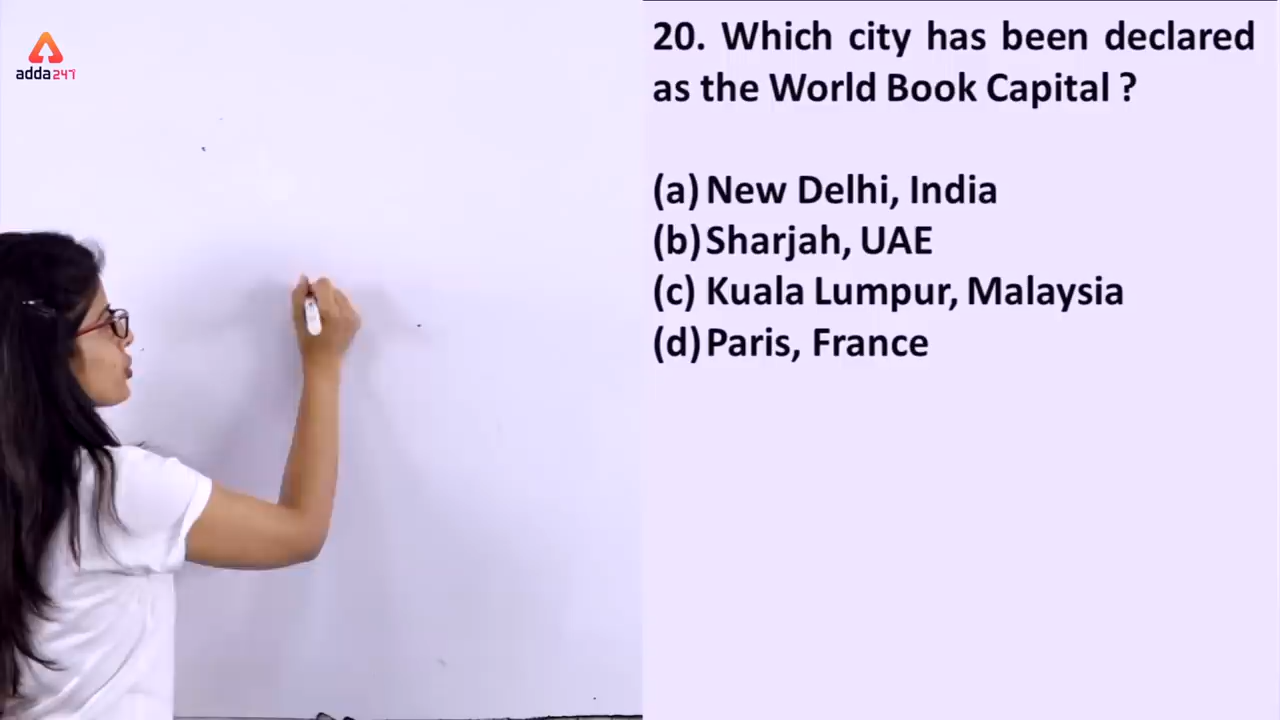 adda247
20. Which city has been declared
as the World Book Capital ?
(a) New Delhi, India
(b) Sharjah, UAE
(c) Kuala Lumpur, Malaysia
(d) Paris, France